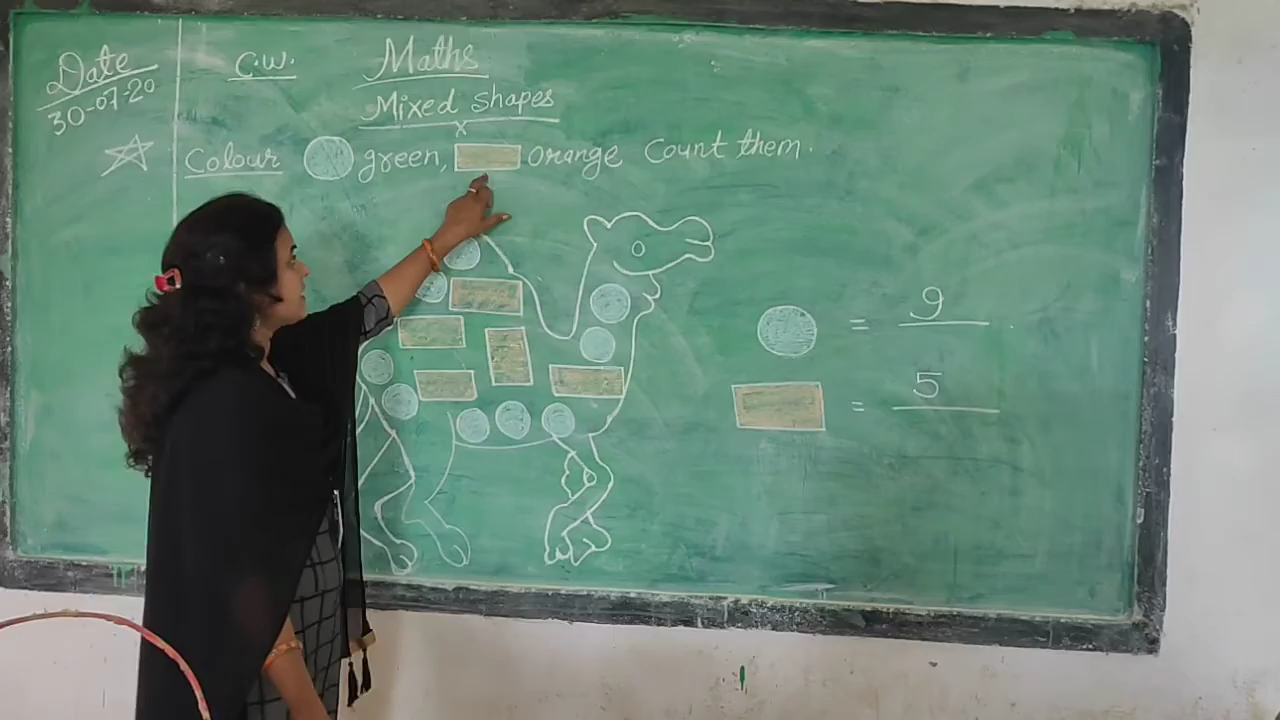 Date
30-07-20
C.W.
Maths
Mixed shapes
x
Colour green, orange Count them.
= 9
= 5